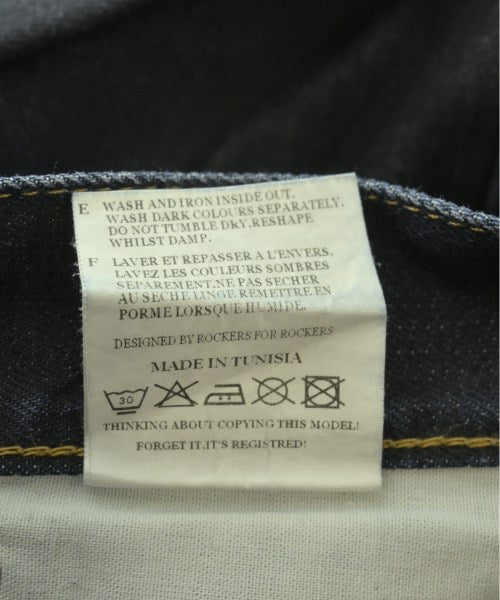 E WASH AND IRON INSIDE OUT.
WASH DARK COLOURS SEPARATELY.
DO NOT TUMBLE DRY.RESHAPE
WHILST DAMP.
F LAVER ET REPASSER A L'ENVERS.
LAVEZ LES COULEURS SOMBRES
SEPAREMENT.NE PAS SECHER
AU SECHE LINGE REMETTRE EN
PORME LORSQUE HUMIDE.
DESIGNED BY ROCKERS FOR ROCKERS
MADE IN TUNISIA
30
THINKING ABOUT COPYING THIS MODEL!
FORGET IT.IT'S REGISTRED!